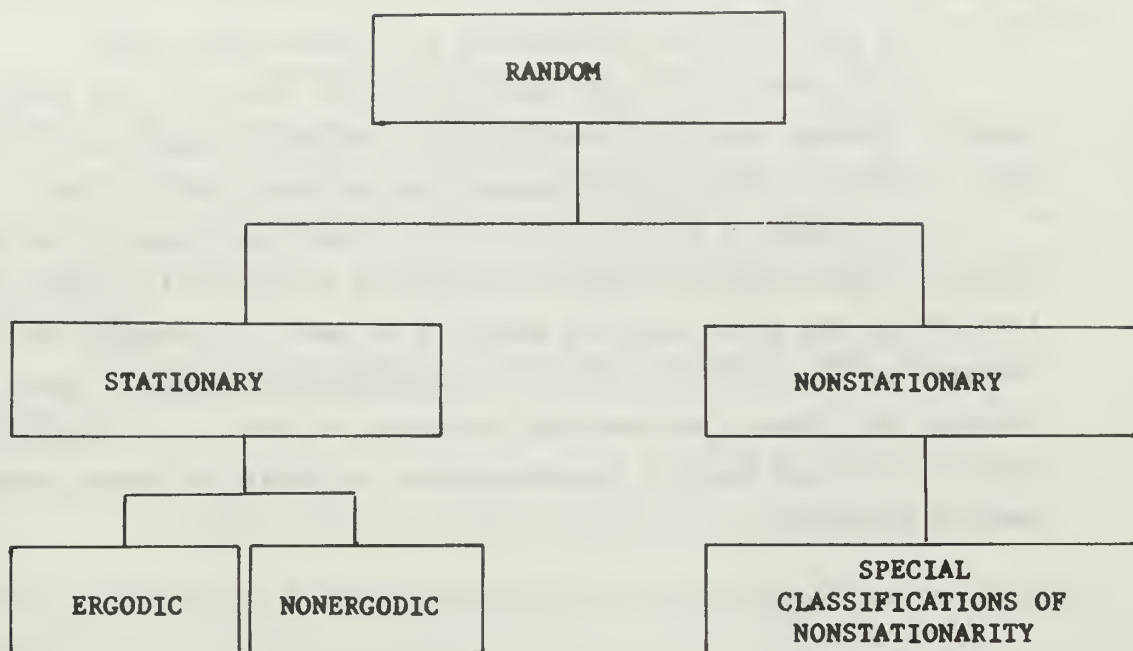 RANDOM
STATIONARY
NONSTATIONARY
ERGODIC
NONERGODIC
SPECIAL
CLASSIFICATIONS OF
NONSTATIONARITY